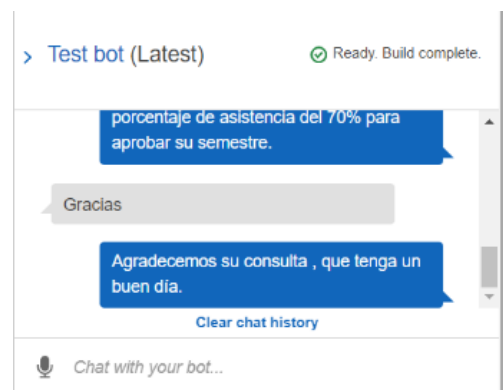 Test bot (Latest)
Ready. Build complete.
porcentaje de asistencia del 70% para
aprobar su semestre.
Gracias
Agradecemos su consulta , que tenga un
buen día.
Clear chat history
Chat with your bot...